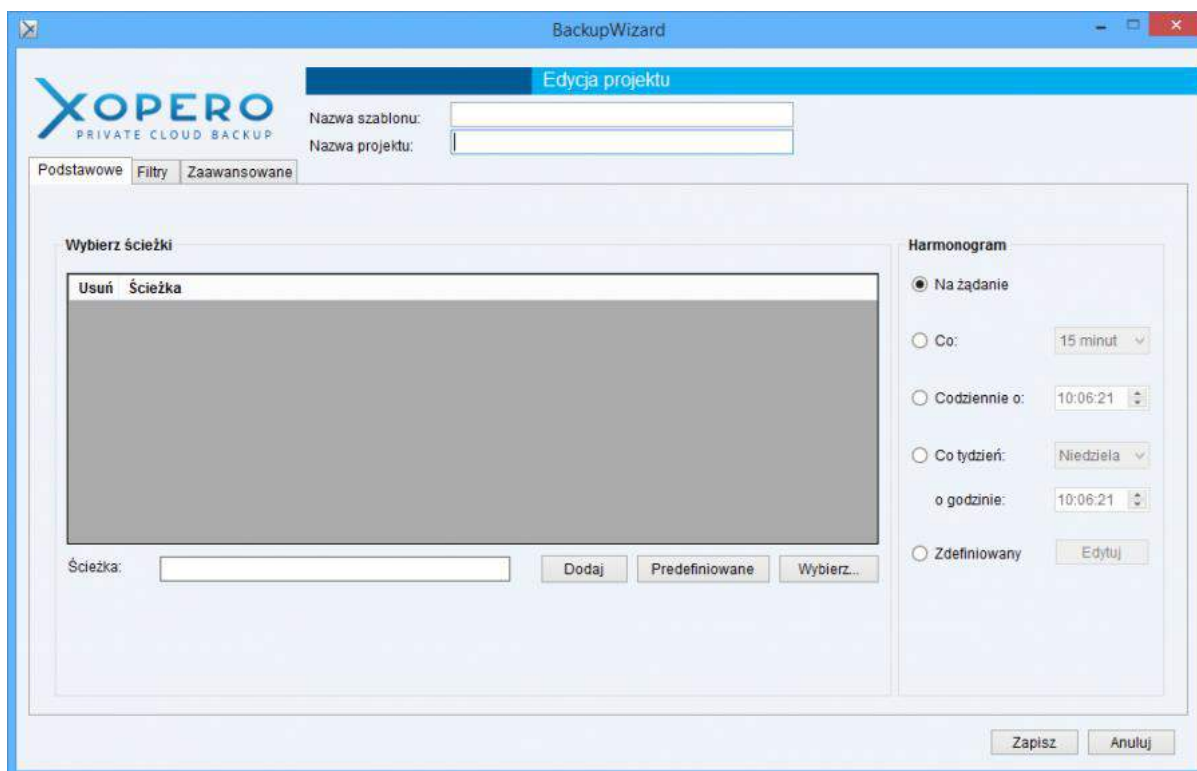 BackupWizard
XOPERO
PRIVATE CLOUD BACKUP
Edycja projektu
Nazwa szablonu:
Nazwa projektu:
Podstawowe Filtry Zaawansowane
Wybierz ścieżki
Usuń Ścieżka
Ścieżka: Dodaj Predefiniowane Wybierz...
Harmonogram
Na żądanie
Co: 15 minut
Codziennie o: 10:06:21
Co tydzień: Niedziela
o godzinie: 10:06:21
Zdefiniowany Edytuj
Zapisz Anuluj